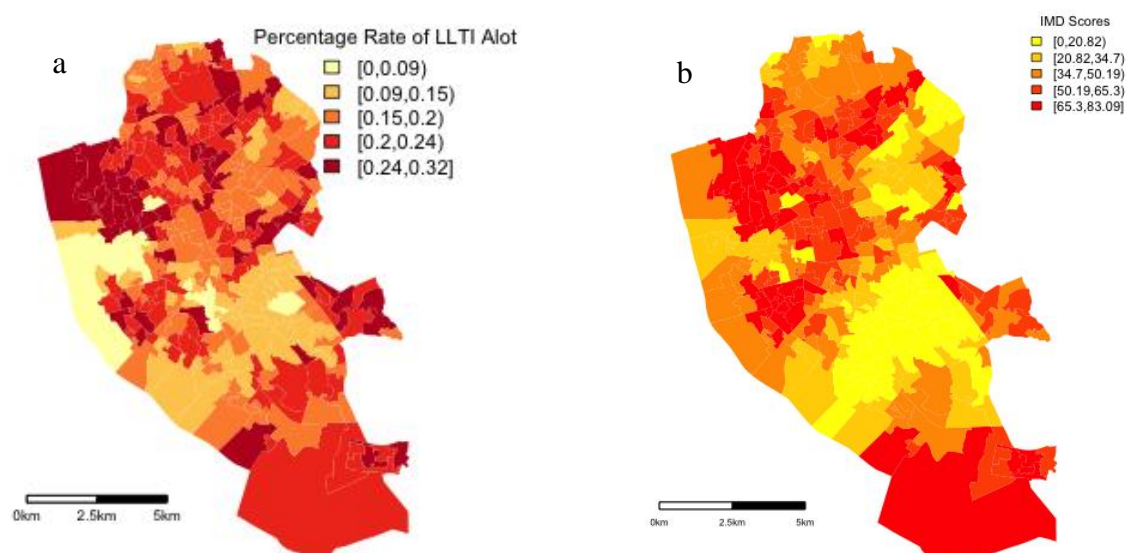 a
Percentage Rate of LLTI Alot
[0,0.09)
[0.09,0.15)
[0.15,0.2)
[0.2,0.24)
[0.24,0.32]
0km 2.5km 5km
b
IMD Scores
[0,20.82)
[20.82,34.7)
[34.7,50.19)
[50.19,65.3)
[65.3,83.09]
0km 2.5km 5km